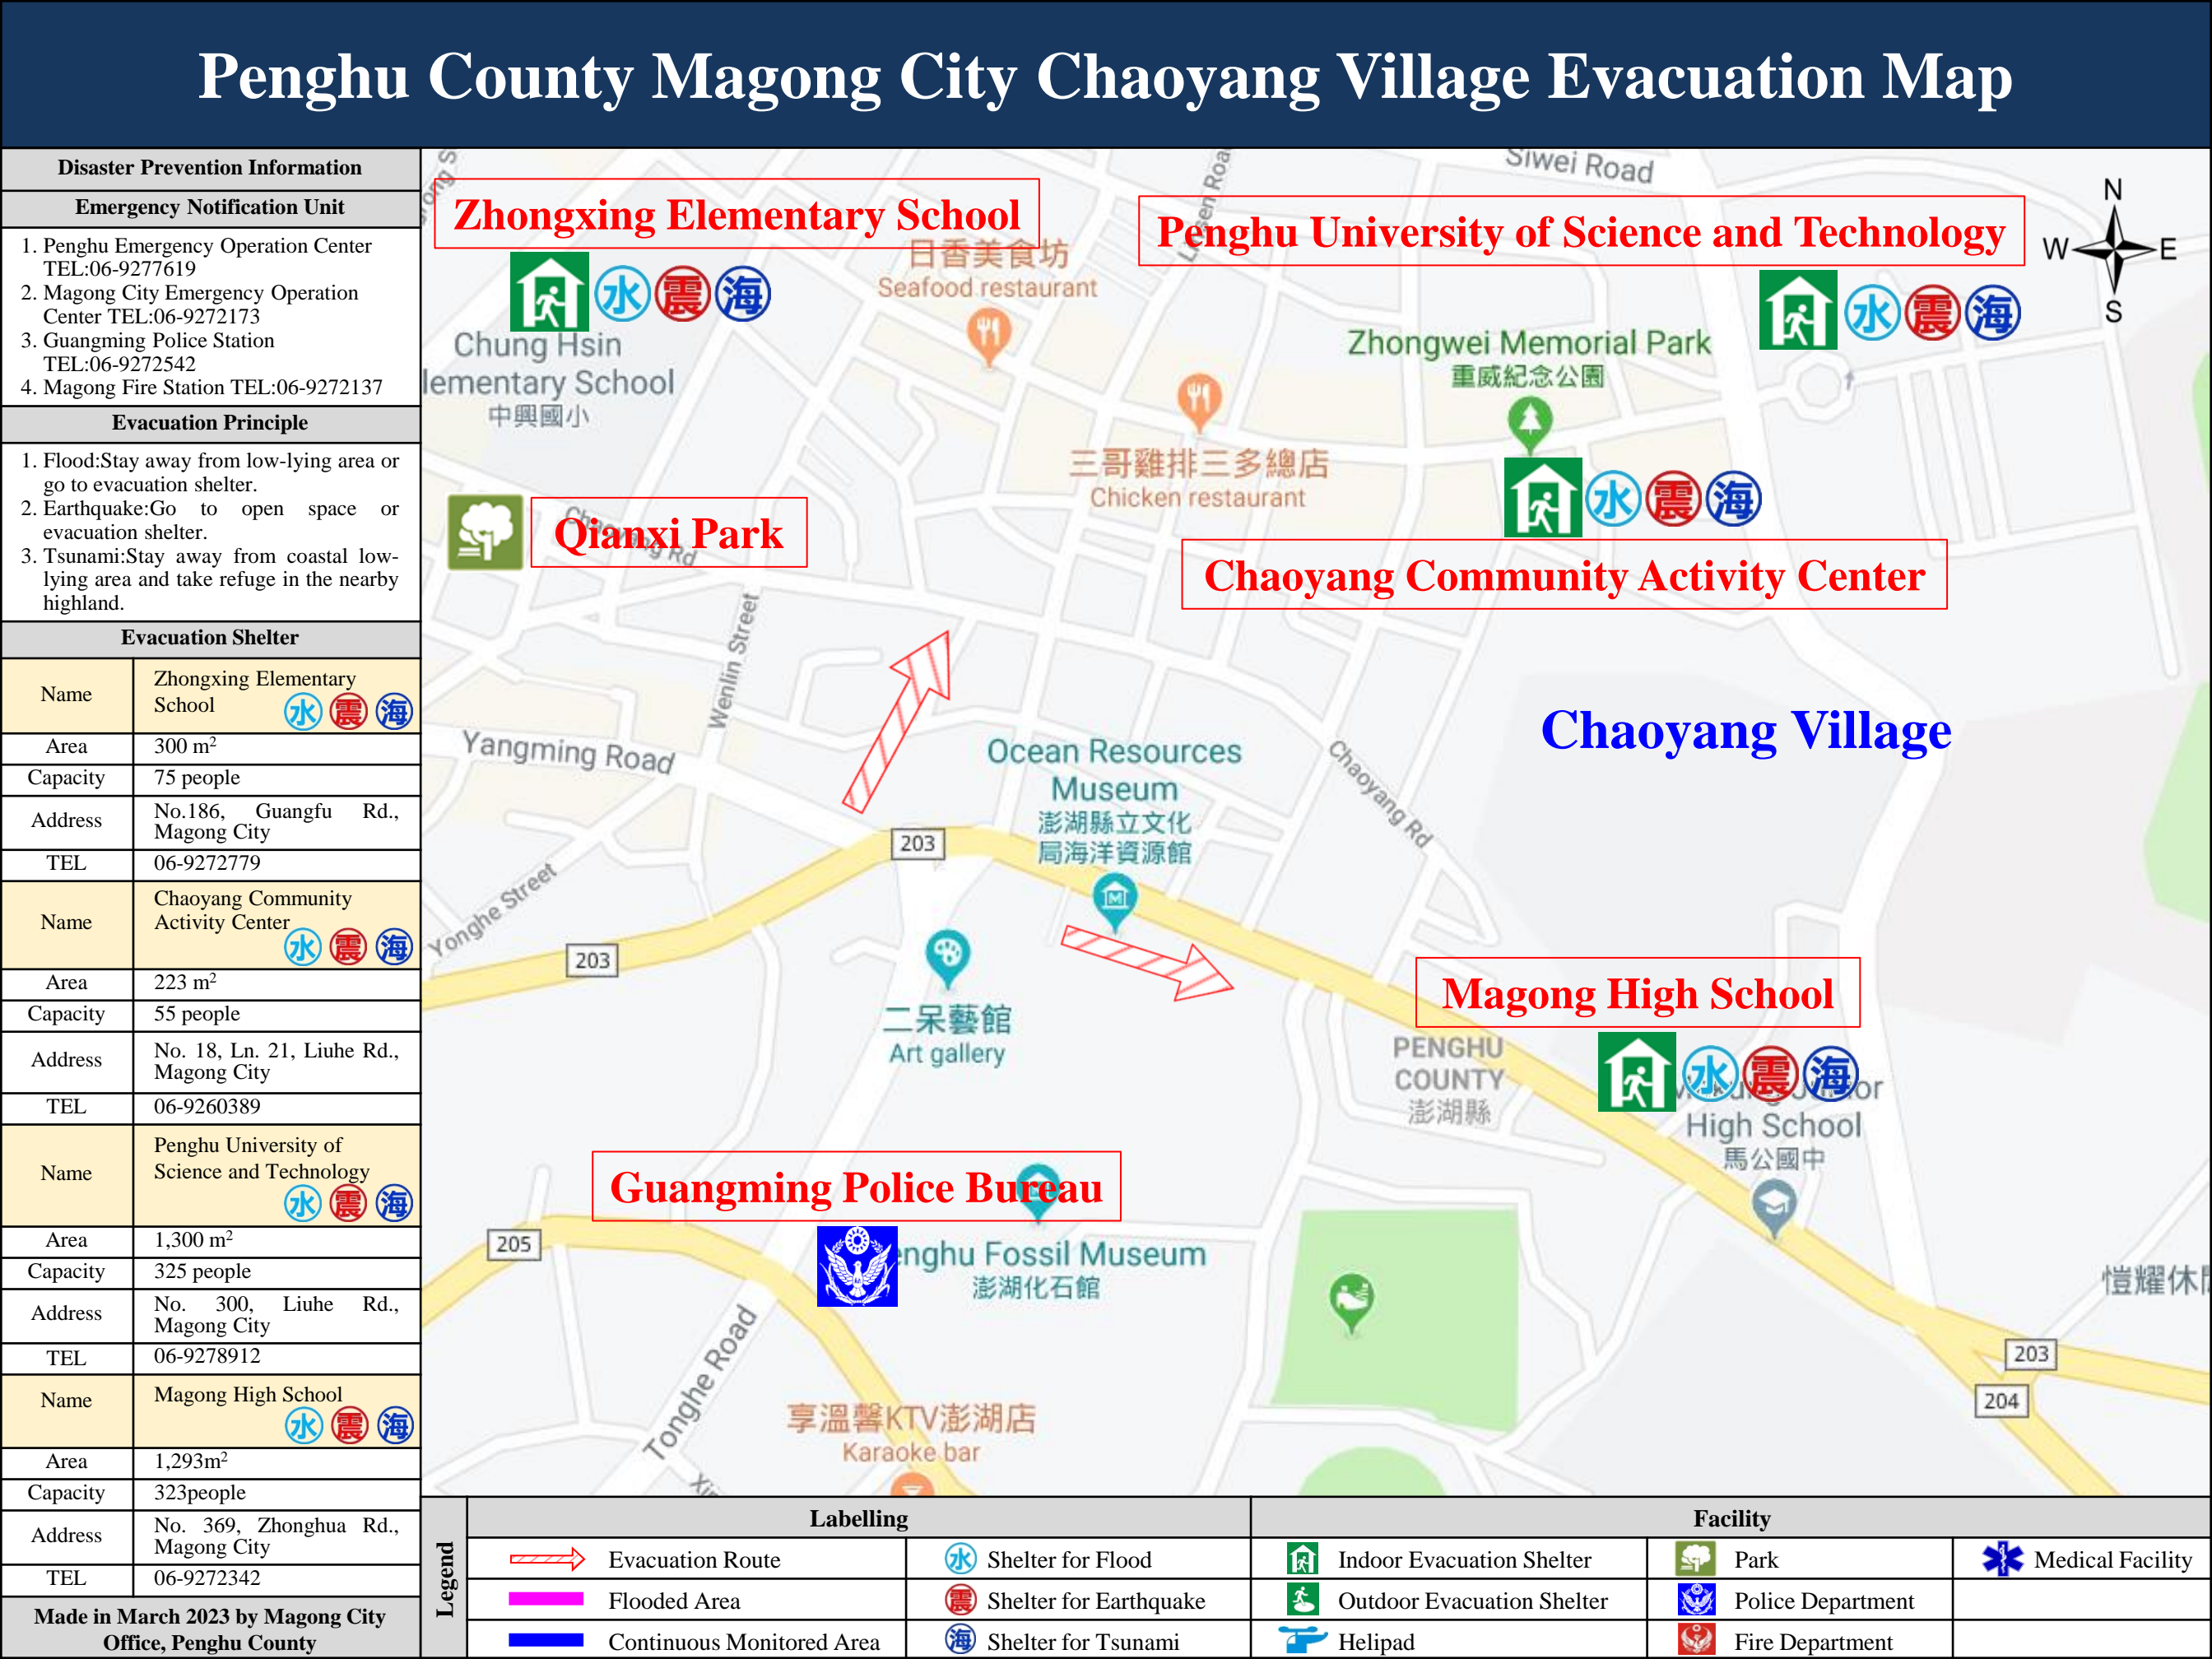 Penghu County Magong City Chaoyang Village Evacuation Map
Disaster Prevention Information
Emergency Notification Unit
1. Penghu Emergency Operation Center
TEL:06-9277619
2. Magong City Emergency Operation
Center TEL:06-9272173
3. Guangming Police Station
TEL:06-9272542
4. Magong Fire Station TEL:06-9272137
Evacuation Principle
1. Flood:Stay away from low-lying area or
go to evacuation shelter.
2. Earthquake:Go to open space or
evacuation shelter.
3. Tsunami:Stay away from coastal low-
lying area and take refuge in the nearby
highland.
Evacuation Shelter
Name
Zhongxing Elementary
School 水 震 海
Area 300 m²
Capacity 75 people
Address
No.186, Guangfu Rd.,
Magong City
TEL 06-9272779
Name
Chaoyang Community
Activity Center
水 震 海
Area 223 m²
Capacity 55 people
Address
No. 18, Ln. 21, Liuhe Rd.,
Magong City
TEL 06-9260389
Name
Penghu University of
Science and Technology
水 震 海
Area 1,300 m²
Capacity 325 people
Address
No. 300, Liuhe Rd.,
Magong City
TEL 06-9278912
Name
Magong High School
水 震 海
Area 1,293m²
Capacity 323people
Address
No. 369, Zhonghua Rd.,
Magong City
TEL 06-9272342
Made in March 2023 by Magong City
Office, Penghu County
Siwei Road
N
W E
S
Zhongxing Elementary School
水 震 海
Penghu University of Science and Technology
水 震 海
日香美食坊
Seafood restaurant
Chung Hsin
lementary School
中興國小
Zhongwei Memorial Park
重威紀念公園
三哥雞排三多總店
Chicken restaurant
水 震 海
Chaoyang Community Activity Center
Qianxi Park
Chaoyang Rd
Wenlin Street
Chaoyang Village
Yangming Road
Ocean Resources
Museum
澎湖縣立文化
局海洋資源館
Chaoyang Rd
203
Yonghe Street
203
二呆藝館
Art gallery
Magong High School
水 震 海
PENGHU
COUNTY
澎湖縣
High School
馬公國中
Guangming Police Bureau
205
enghu Fossil Museum
澎湖化石館
203
204
Tonghe Road
享溫馨KTV澎湖店
Karaoke bar
Legend
Labelling
Evacuation Route
水 Shelter for Flood
Flooded Area
震 Shelter for Earthquake
Continuous Monitored Area
海 Shelter for Tsunami
Facility
Indoor Evacuation Shelter
Park
Medical Facility
Outdoor Evacuation Shelter
Police Department
Helipad
Fire Department